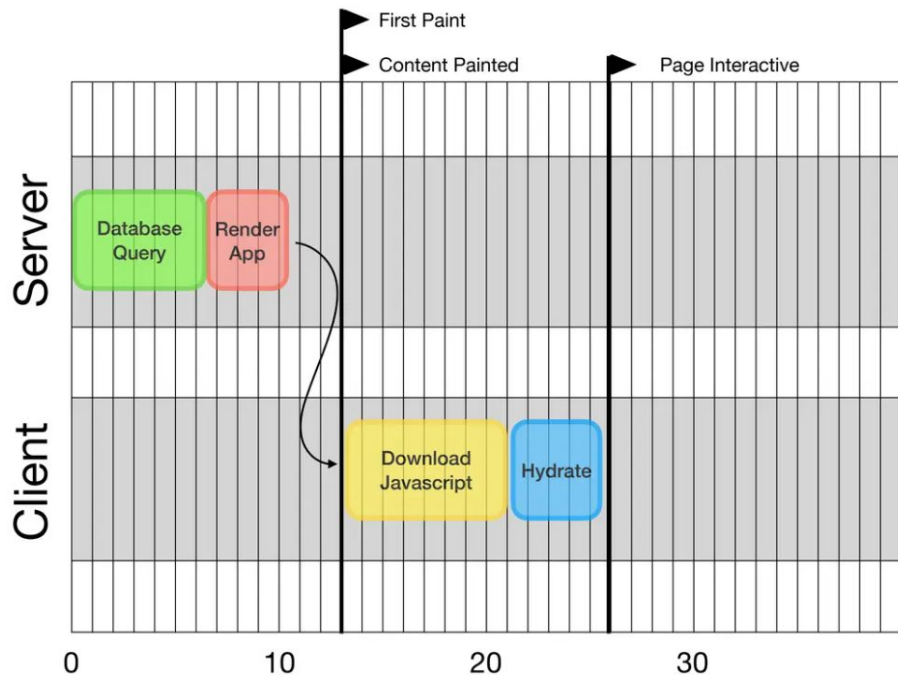 First Paint
Content Painted
Page Interactive
Server
Database
Query
Render
App
Client
Download
Javascript
Hydrate
0
10
20
30